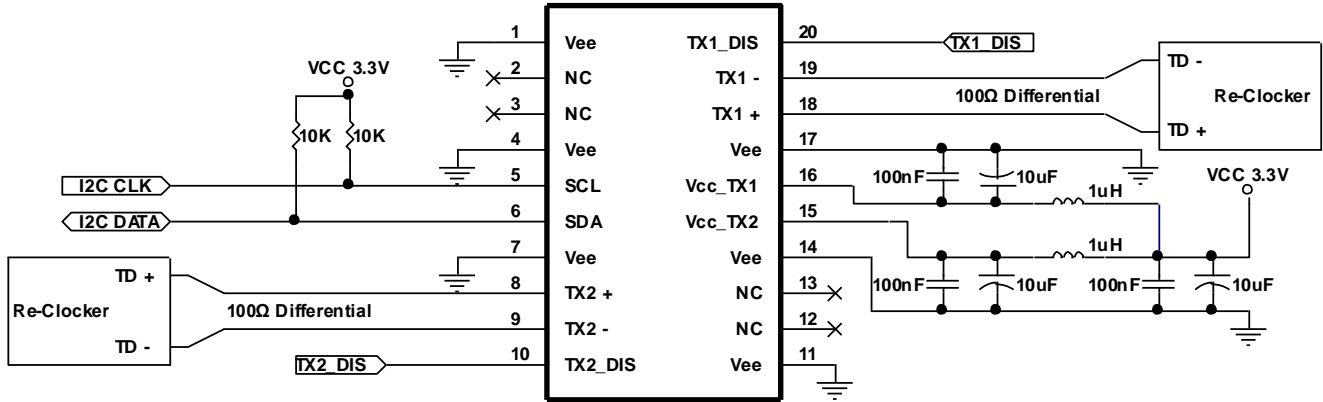 1 Vee TX1_DIS 20 TX1_DIS
2 NC TX1 - 19 TD -
VCC 3.3V
3 NC TX1 + 18 100Ω Differential Re-Clocker
10K 10K TD +
4 Vee Vee 17
I2C CLK 5 SCL Vcc_TX1 16 100nF 10uF VCC 3.3V
1uH
I2C DATA 6 SDA Vcc_TX2 15
1uH
7 Vee Vee 14
TD +
8 TX2 + NC 13 100nF 10uF 100nF 10uF
Re-Clocker 100Ω Differential
9 TX2 - NC 12
TD -
TX2_DIS 10 TX2_DIS Vee 11